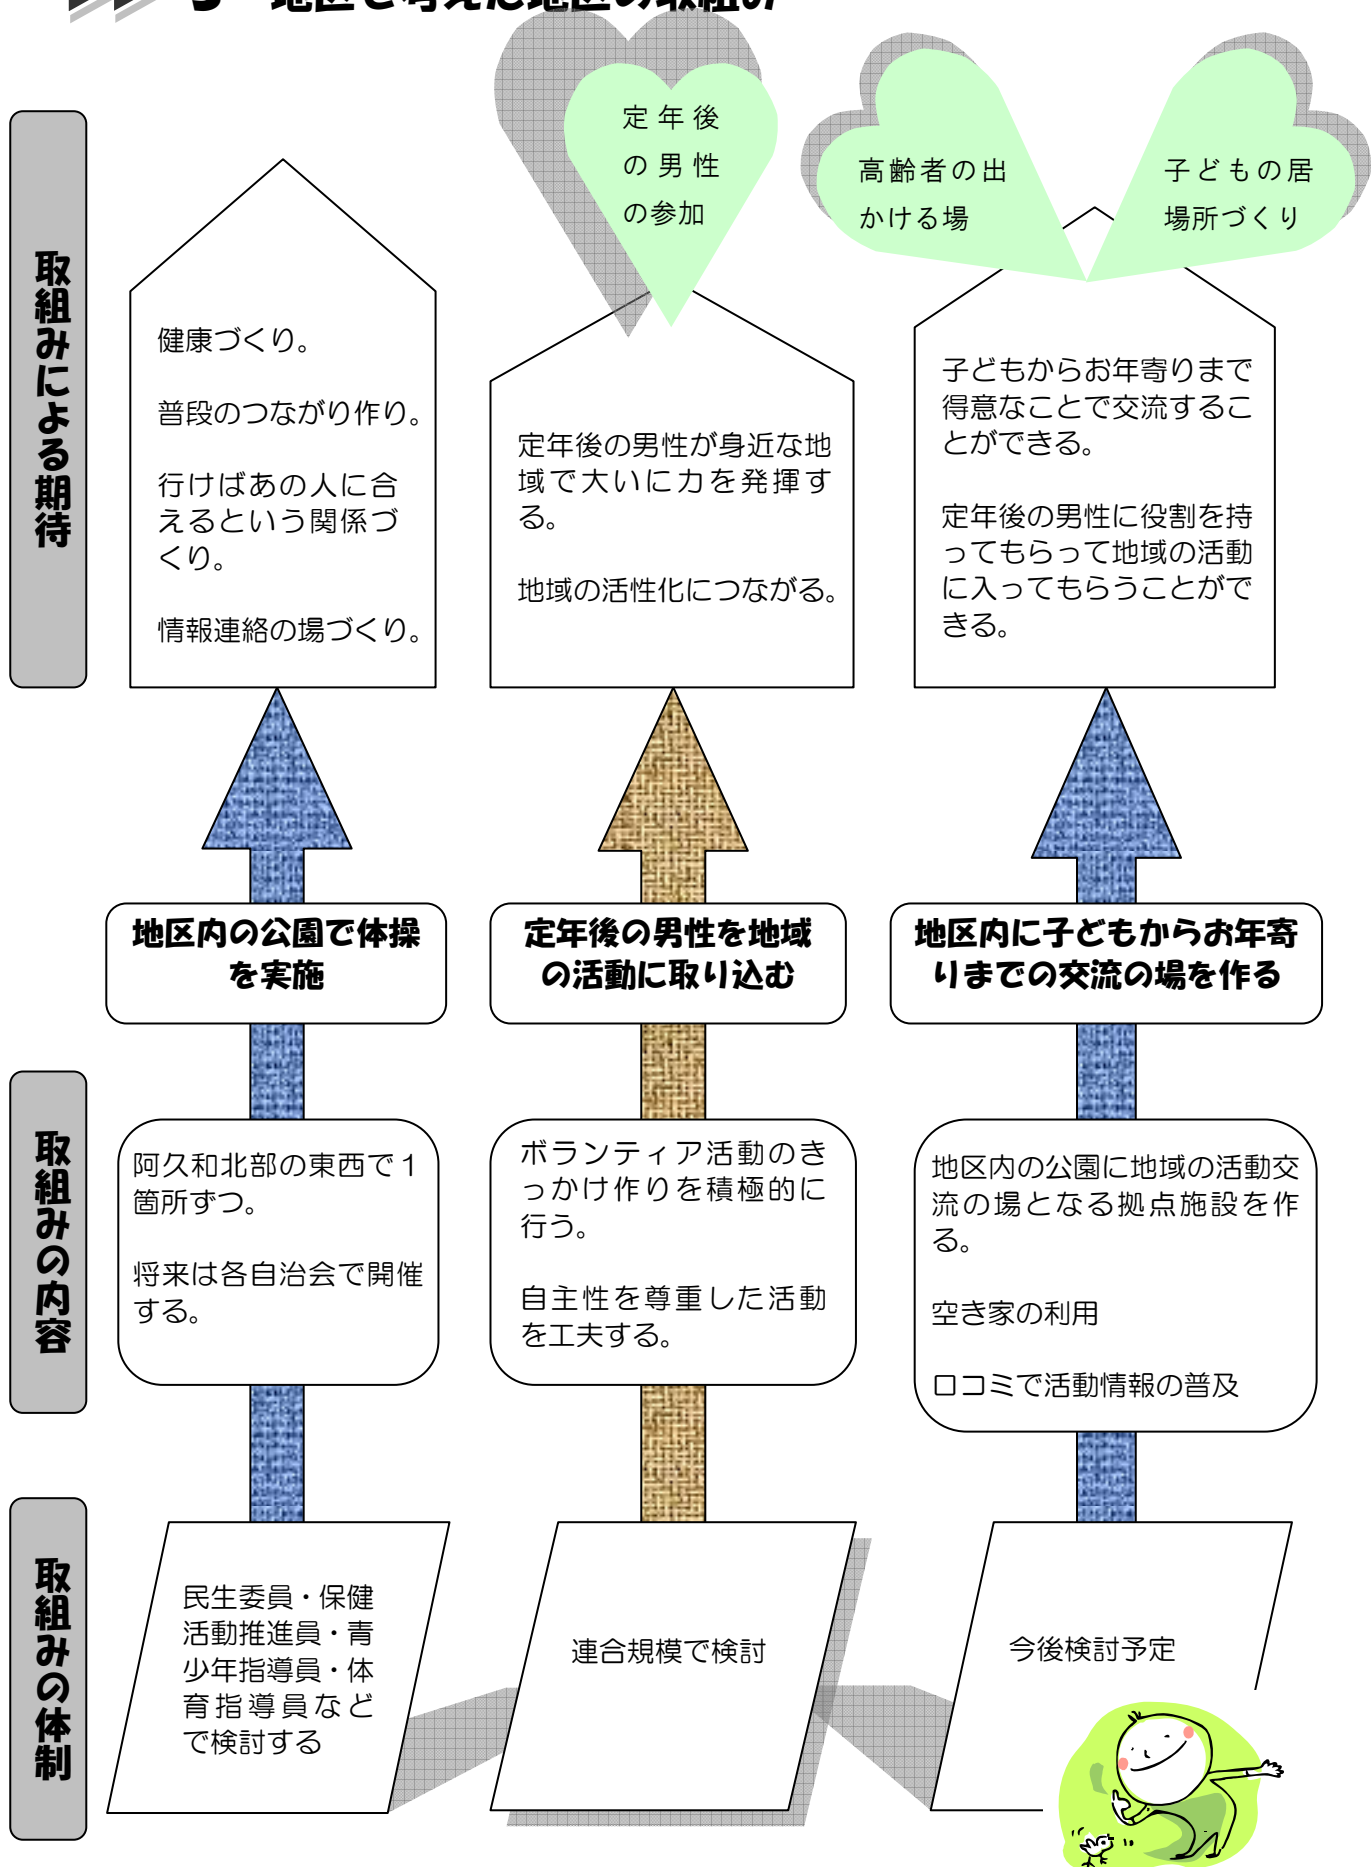 地区で考えた地区の取組み
定年後
の男性
の参加
高齢者の出
かける場
子どもの居
場所づくり
取組みによる期待
健康づくり。
普段のつながり作り。
行けばあの人に合
えるという関係づ
くり。
情報連絡の場づくり。
定年後の男性が身近な地
域で大いに力を発揮す
る。
地域の活性化につながる。
子どもからお年寄りまで
得意なことで交流するこ
とができる。
定年後の男性に役割を持
ってもらって地域の活動
に入ってもらうことがで
きる。
地区内の公園で体操
を実施
定年後の男性を地域
の活動に取り込む
地区内に子どもからお年寄
りまでの交流の場を作る
取組みの内容
阿久和北部の東西で１
箇所ずつ。
将来は各自治会で開催
する。
ボランティア活動のき
っかけ作りを積極的に
行う。
自主性を尊重した活動
を工夫する。
地区内の公園に地域の活動交
流の場となる拠点施設を作
る。
空き家の利用
口コミで活動情報の普及
取組みの体制
民生委員・保健
活動推進員・青
少年指導員・体
育指導員など
で検討する
連合規模で検討
今後検討予定